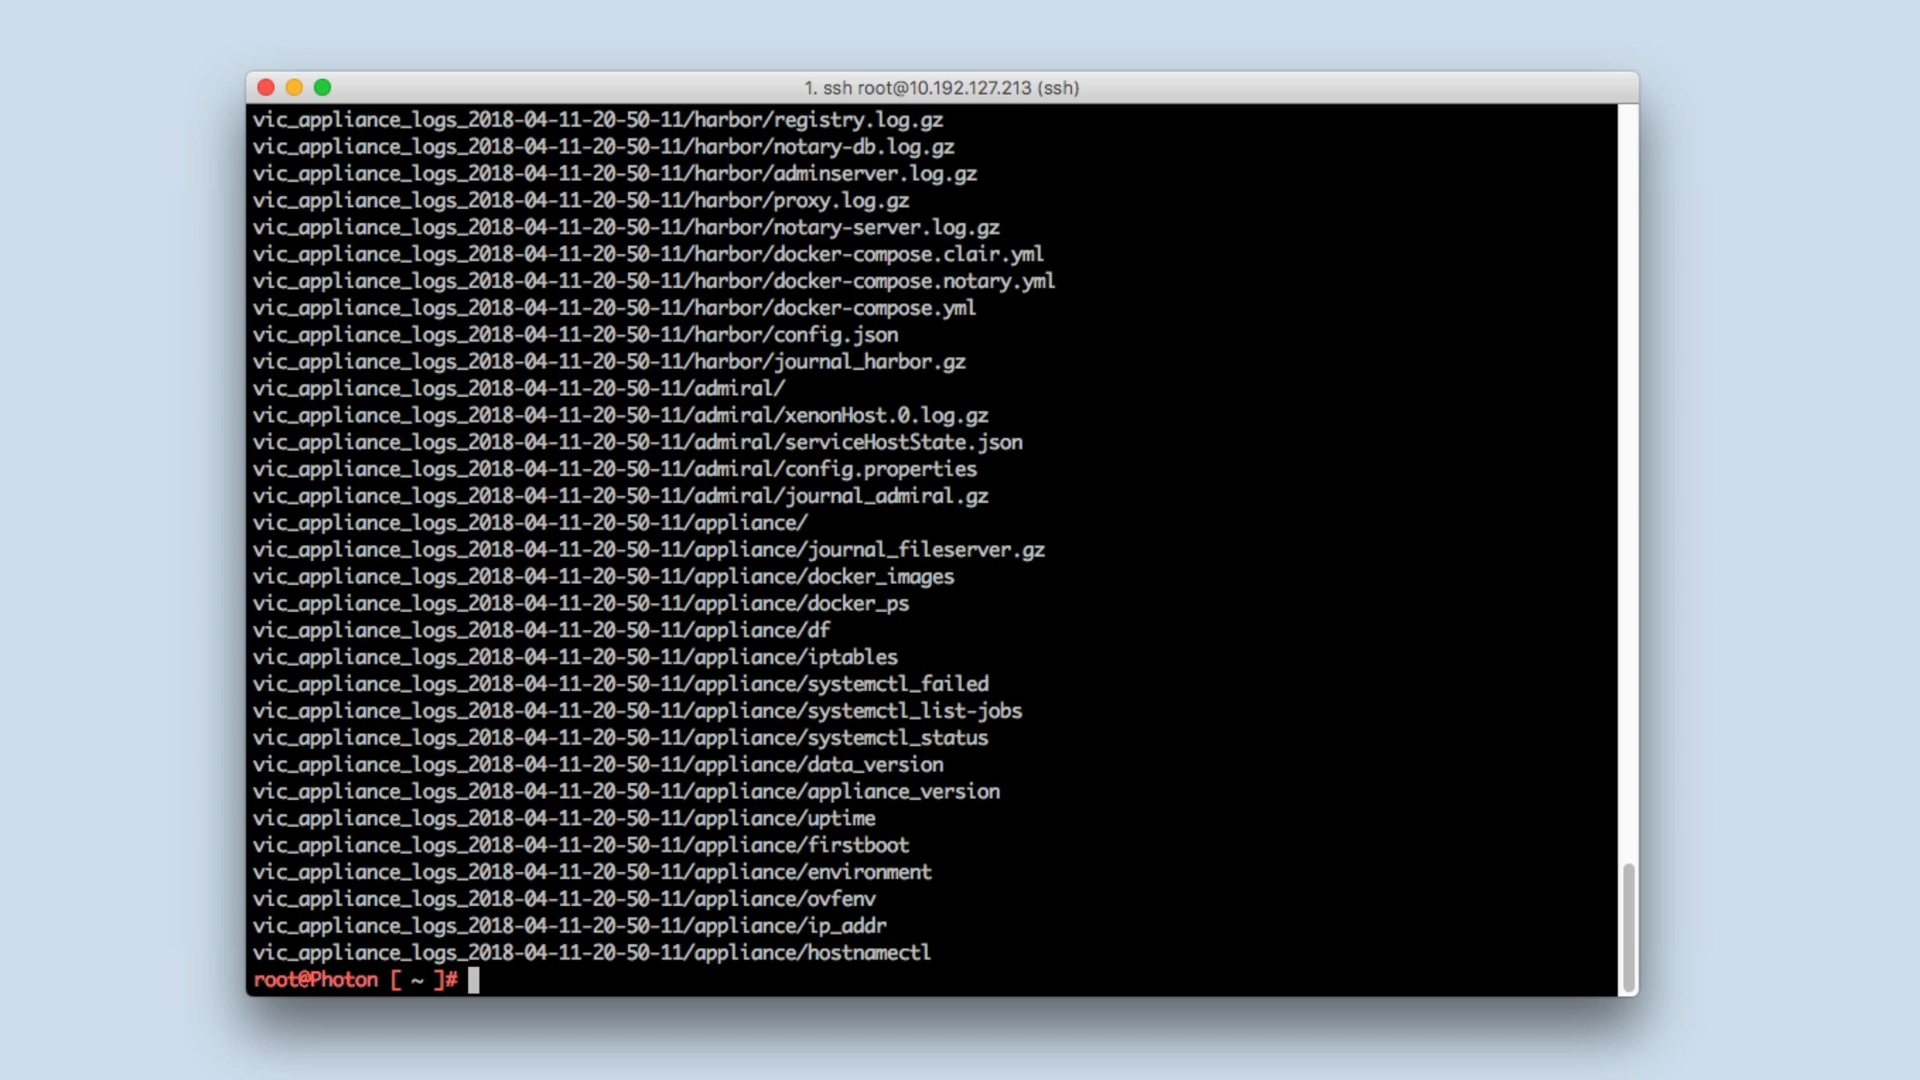 1. ssh root@10.192.127.213 (ssh)
vic_appliance_logs_2018-04-11-20-50-11/harbor/registry.log.gz
vic_appliance_logs_2018-04-11-20-50-11/harbor/notary-db.log.gz
vic_appliance_logs_2018-04-11-20-50-11/harbor/adminserver.log.gz
vic_appliance_logs_2018-04-11-20-50-11/harbor/proxy.log.gz
vic_appliance_logs_2018-04-11-20-50-11/harbor/notary-server.log.gz
vic_appliance_logs_2018-04-11-20-50-11/harbor/docker-compose.clair.yml
vic_appliance_logs_2018-04-11-20-50-11/harbor/docker-compose.notary.yml
vic_appliance_logs_2018-04-11-20-50-11/harbor/docker-compose.yml
vic_appliance_logs_2018-04-11-20-50-11/harbor/config.json
vic_appliance_logs_2018-04-11-20-50-11/harbor/journal_harbor.gz
vic_appliance_logs_2018-04-11-20-50-11/admiral/
vic_appliance_logs_2018-04-11-20-50-11/admiral/xenonHost.0.log.gz
vic_appliance_logs_2018-04-11-20-50-11/admiral/serviceHostState.json
vic_appliance_logs_2018-04-11-20-50-11/admiral/config.properties
vic_appliance_logs_2018-04-11-20-50-11/admiral/journal_admiral.gz
vic_appliance_logs_2018-04-11-20-50-11/appliance/
vic_appliance_logs_2018-04-11-20-50-11/appliance/journal_fileserver.gz
vic_appliance_logs_2018-04-11-20-50-11/appliance/docker_images
vic_appliance_logs_2018-04-11-20-50-11/appliance/docker_ps
vic_appliance_logs_2018-04-11-20-50-11/appliance/df
vic_appliance_logs_2018-04-11-20-50-11/appliance/iptables
vic_appliance_logs_2018-04-11-20-50-11/appliance/systemctl_failed
vic_appliance_logs_2018-04-11-20-50-11/appliance/systemctl_list-jobs
vic_appliance_logs_2018-04-11-20-50-11/appliance/systemctl_status
vic_appliance_logs_2018-04-11-20-50-11/appliance/data_version
vic_appliance_logs_2018-04-11-20-50-11/appliance/appliance_version
vic_appliance_logs_2018-04-11-20-50-11/appliance/uptime
vic_appliance_logs_2018-04-11-20-50-11/appliance/firstboot
vic_appliance_logs_2018-04-11-20-50-11/appliance/environment
vic_appliance_logs_2018-04-11-20-50-11/appliance/ovfenv
vic_appliance_logs_2018-04-11-20-50-11/appliance/ip_addr
vic_appliance_logs_2018-04-11-20-50-11/appliance/hostnamectl
root@Photon [ ~ ]#